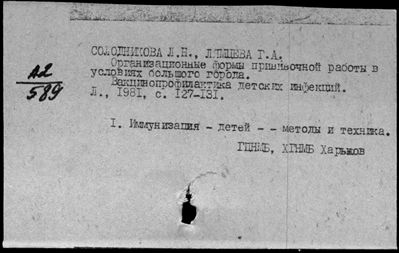 СОЛОДНИКОВА Л.Н., ЛЯМЦЕВА Г.А.
Организационные формы прививочной работы в
условиях большого города.
Вакцинопрофилактика детских инфекций.
Л., 1981, с. 127-131.
А2
589
I. Иммунизация - детей - - методы и техника.
ГЦНМБ, ХГНМБ Харьков